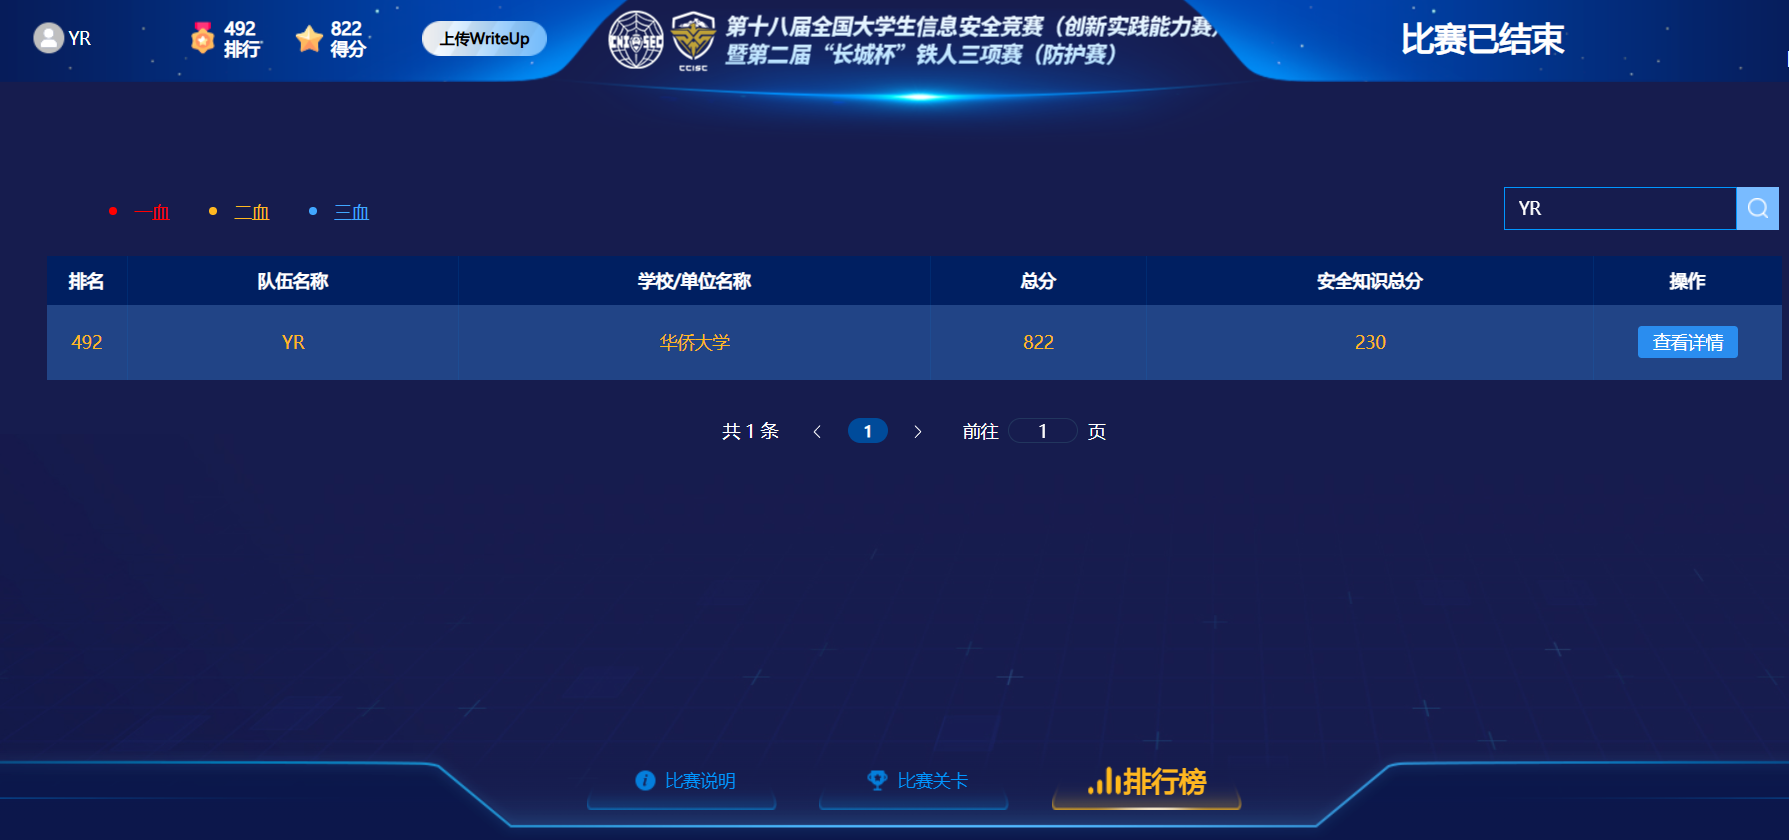 YR
492
排行
822
得分
上传WriteUp
CNIOSEC
CCISC
第十八届全国大学生信息安全竞赛（创新实践能力赛）
暨第二届“长城杯”铁人三项赛（防护赛）
比赛已结束
一血 二血 三血
YR
排名 队伍名称 学校/单位名称 总分 安全知识总分 操作
492 YR 华侨大学 822 230 查看详情
共 1 条 1 前往 1 页
比赛说明 比赛关卡 排行榜